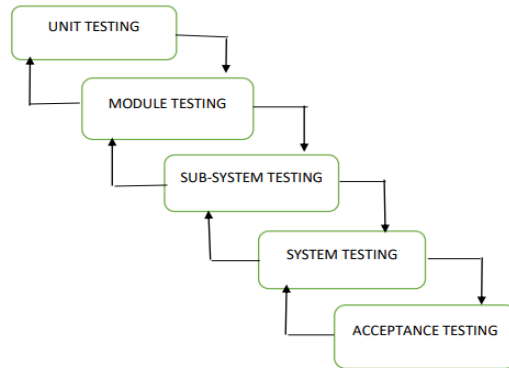 UNIT TESTING
MODULE TESTING
SUB-SYSTEM TESTING
SYSTEM TESTING
ACCEPTANCE TESTING